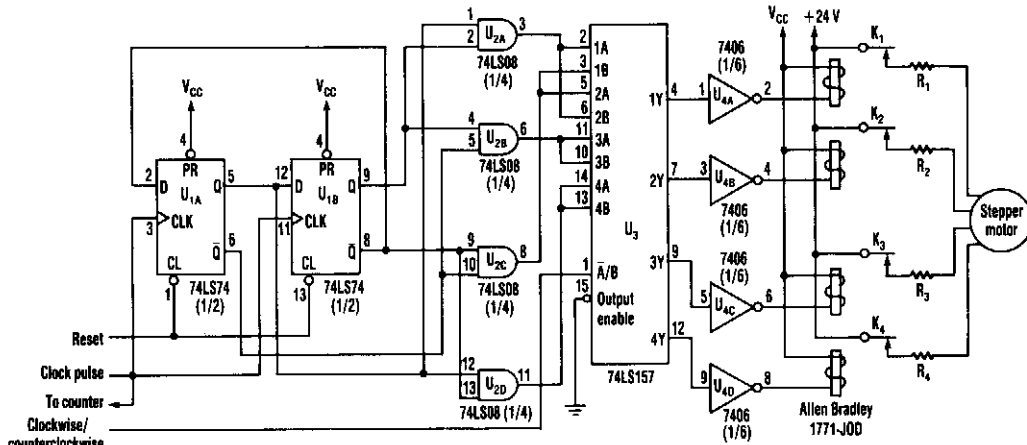 1
2
U2A
3
74LS08
(1/4)
4
5
U2B
6
74LS08
(1/4)
9
10
U2C
8
74LS08
(1/4)
12
13
U2D
11
74LS08 (1/4)
VCC
4
PR
2
D
Q
5
U1A
3
CLK
Q̅
6
CL
1
74LS74
(1/2)
VCC
4
PR
12
D
Q
9
U1B
11
CLK
Q̅
8
CL
13
74LS74
(1/2)
Reset
Clock pulse
To counter
Clockwise/
counterclockwise
2
1A
3
1B
5
2A
6
2B
11
3A
10
3B
14
4A
13
4B
U3
1
A̅/B
15
Output
enable
1Y
4
2Y
7
3Y
9
4Y
12
74LS157
7406
(1/6)
1
U4A
2
3
U4B
4
7406
(1/6)
7406
(1/6)
5
U4C
6
9
U4D
8
7406
(1/6)
VCC
+24 V
VCC
K1
R1
K2
R2
K3
R3
K4
R4
Stepper
motor
Allen Bradley
1771-JOD